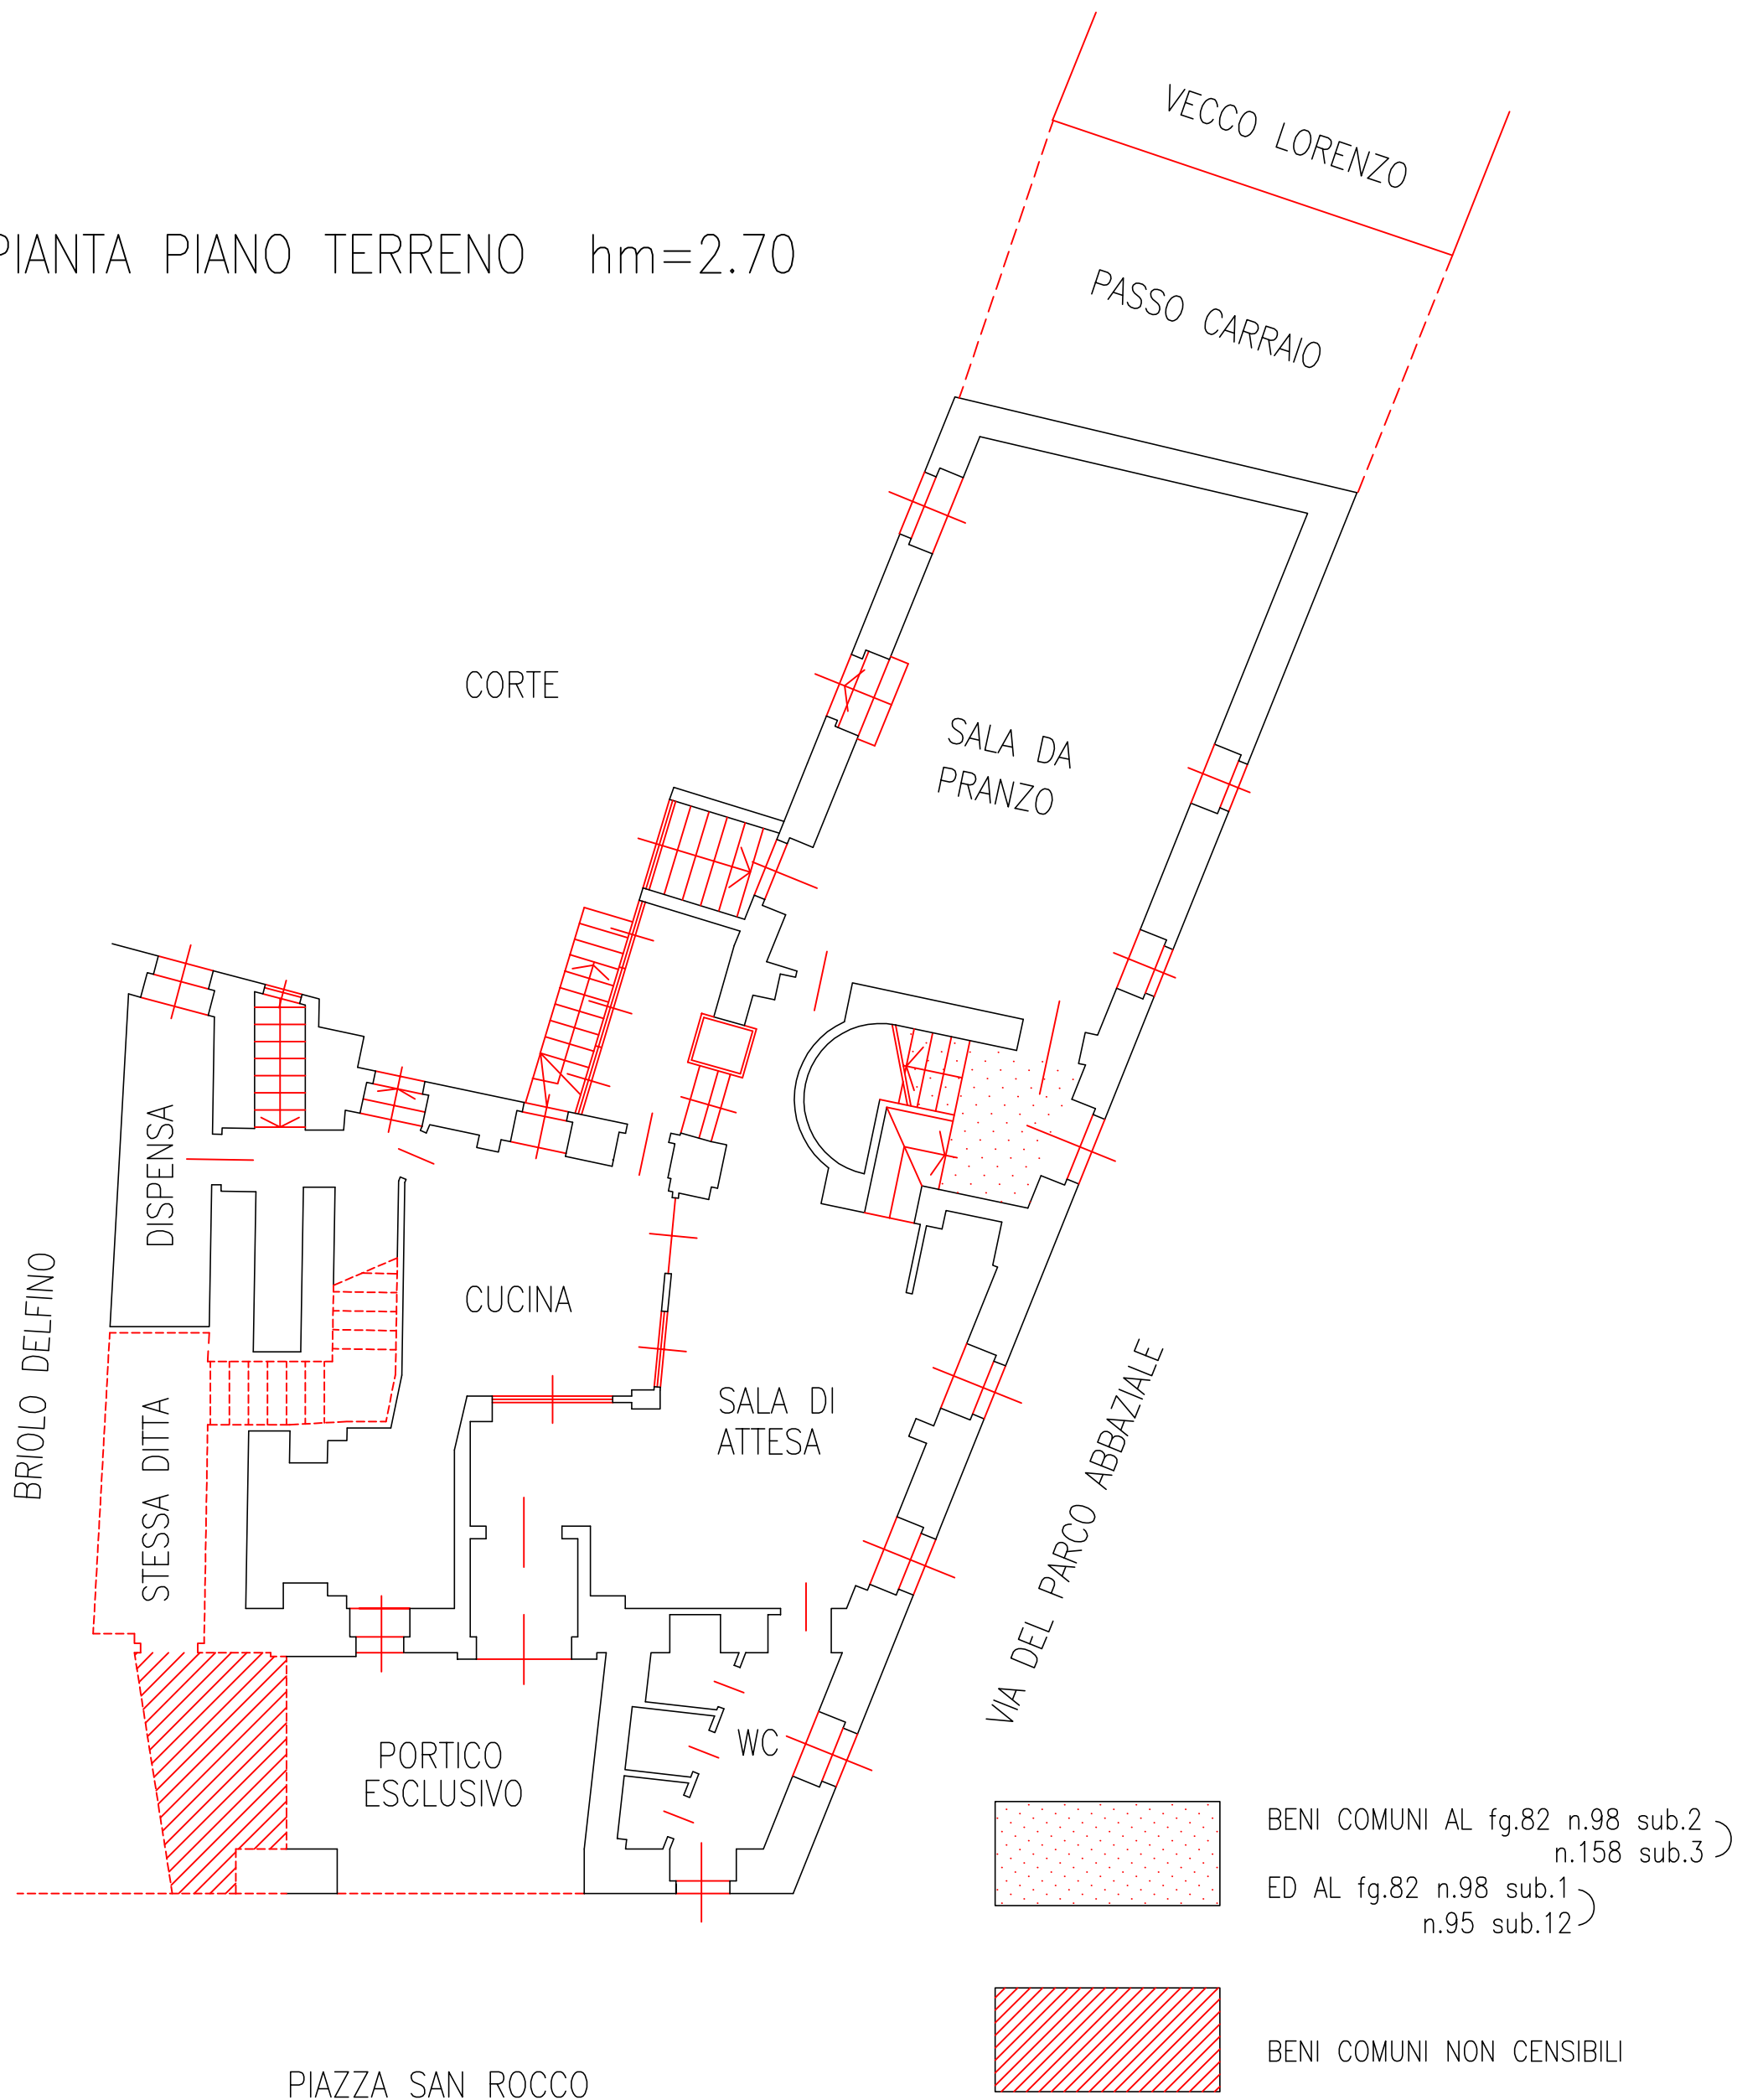 VECCO LORENZO
PIANTA PIANO TERRENO hm=2.70
PASSO CARRAIO
CORTE
SALA DA
PRANZO
DISPENSA
CUCINA
BRIOLO DELFINO
STESSA DITTA
SALA DI
ATTESA
VIA DEL PARCO ABBAZIALE
WC
PORTICO
ESCLUSIVO
BENI COMUNI AL fg.82 n.98 sub.2
n.158 sub.3
ED AL fg.82 n.98 sub.1
n.95 sub.12
BENI COMUNI NON CENSIBILI
PIAZZA SAN ROCCO